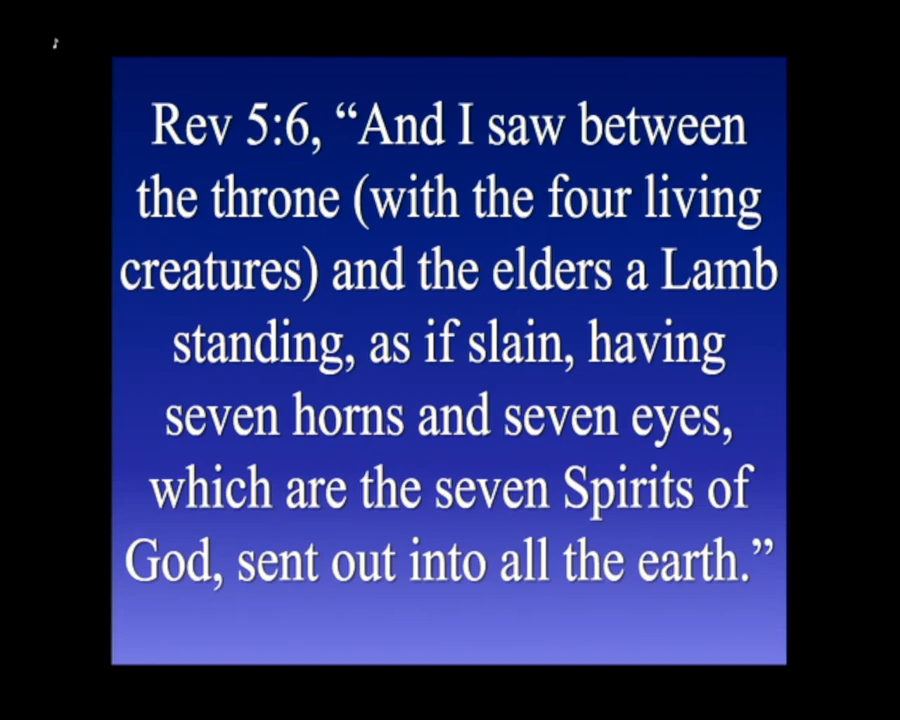 Rev 5:6, “And I saw between
the throne (with the four living
creatures) and the elders a Lamb
standing, as if slain, having
seven horns and seven eyes,
which are the seven Spirits of
God, sent out into all the earth.”